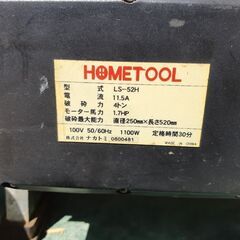 HOMETOOL
型式 LS-52H
電流 11.5A
破砕力 4トン
モーター馬力 1.7HP
破砕最大能力 直径250mm×長さ520mm
100V 50/60Hz 1100W 定格時間30分
株式会社 ナカトミ 0600481
MADE IN CHINA